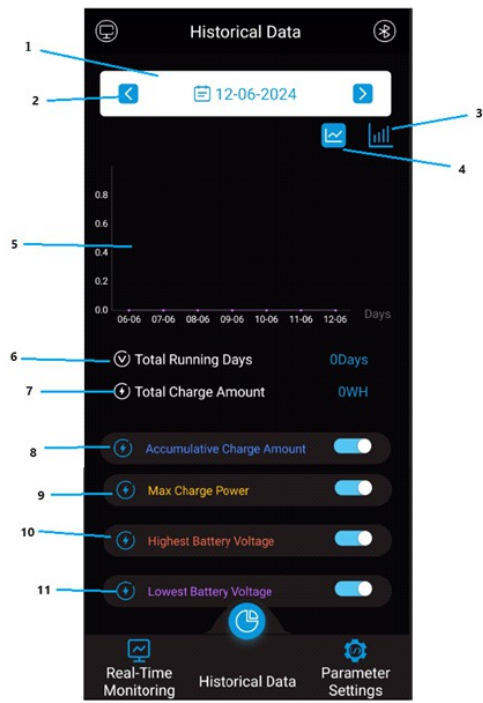 Historical Data
1
2
12-06-2024
3
4
0.8
0.6
5
0.4
0.2
0.0
06-06 07-06 08-06 09-06 10-06 11-06 12-06 Days
6
Total Running Days 0Days
7
Total Charge Amount 0WH
8
Accumulative Charge Amount
9
Max Charge Power
10
Highest Battery Voltage
11
Lowest Battery Voltage
Real-Time
Monitoring
Historical Data
Parameter
Settings